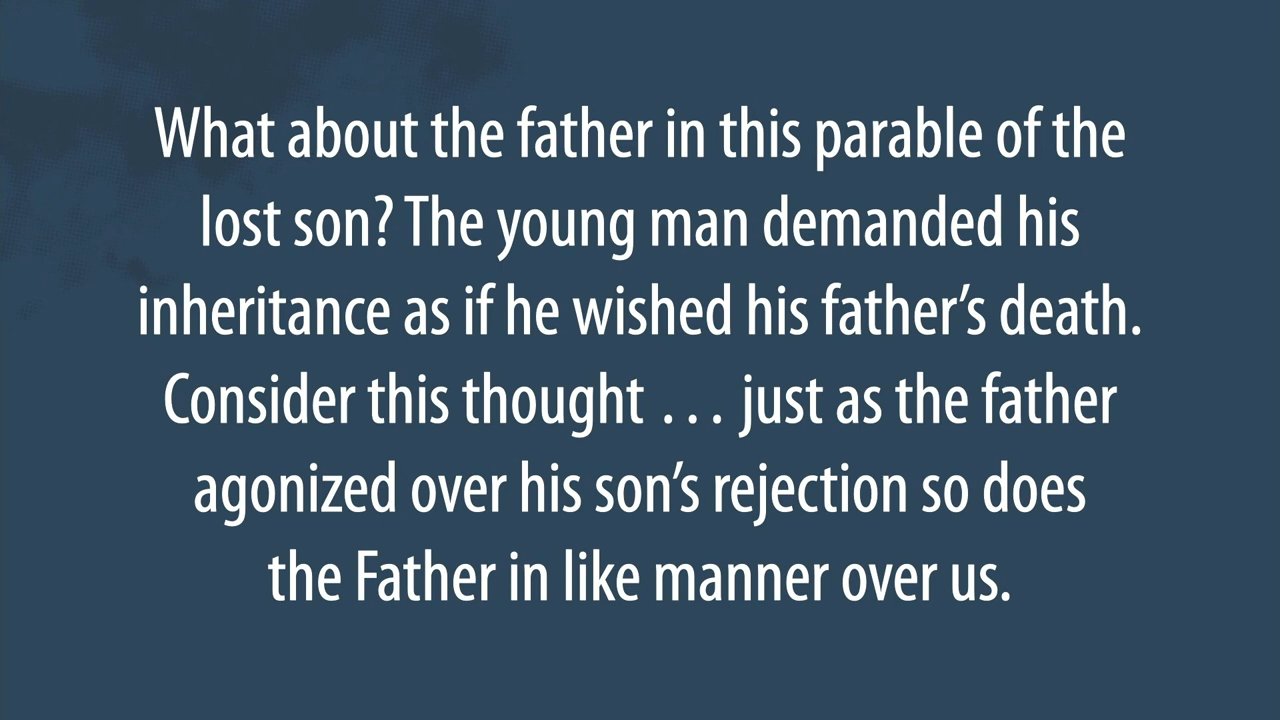 What about the father in this parable of the
lost son? The young man demanded his
inheritance as if he wished his father’s death.
Consider this thought . . . just as the father
agonized over his son’s rejection so does
the Father in like manner over us.